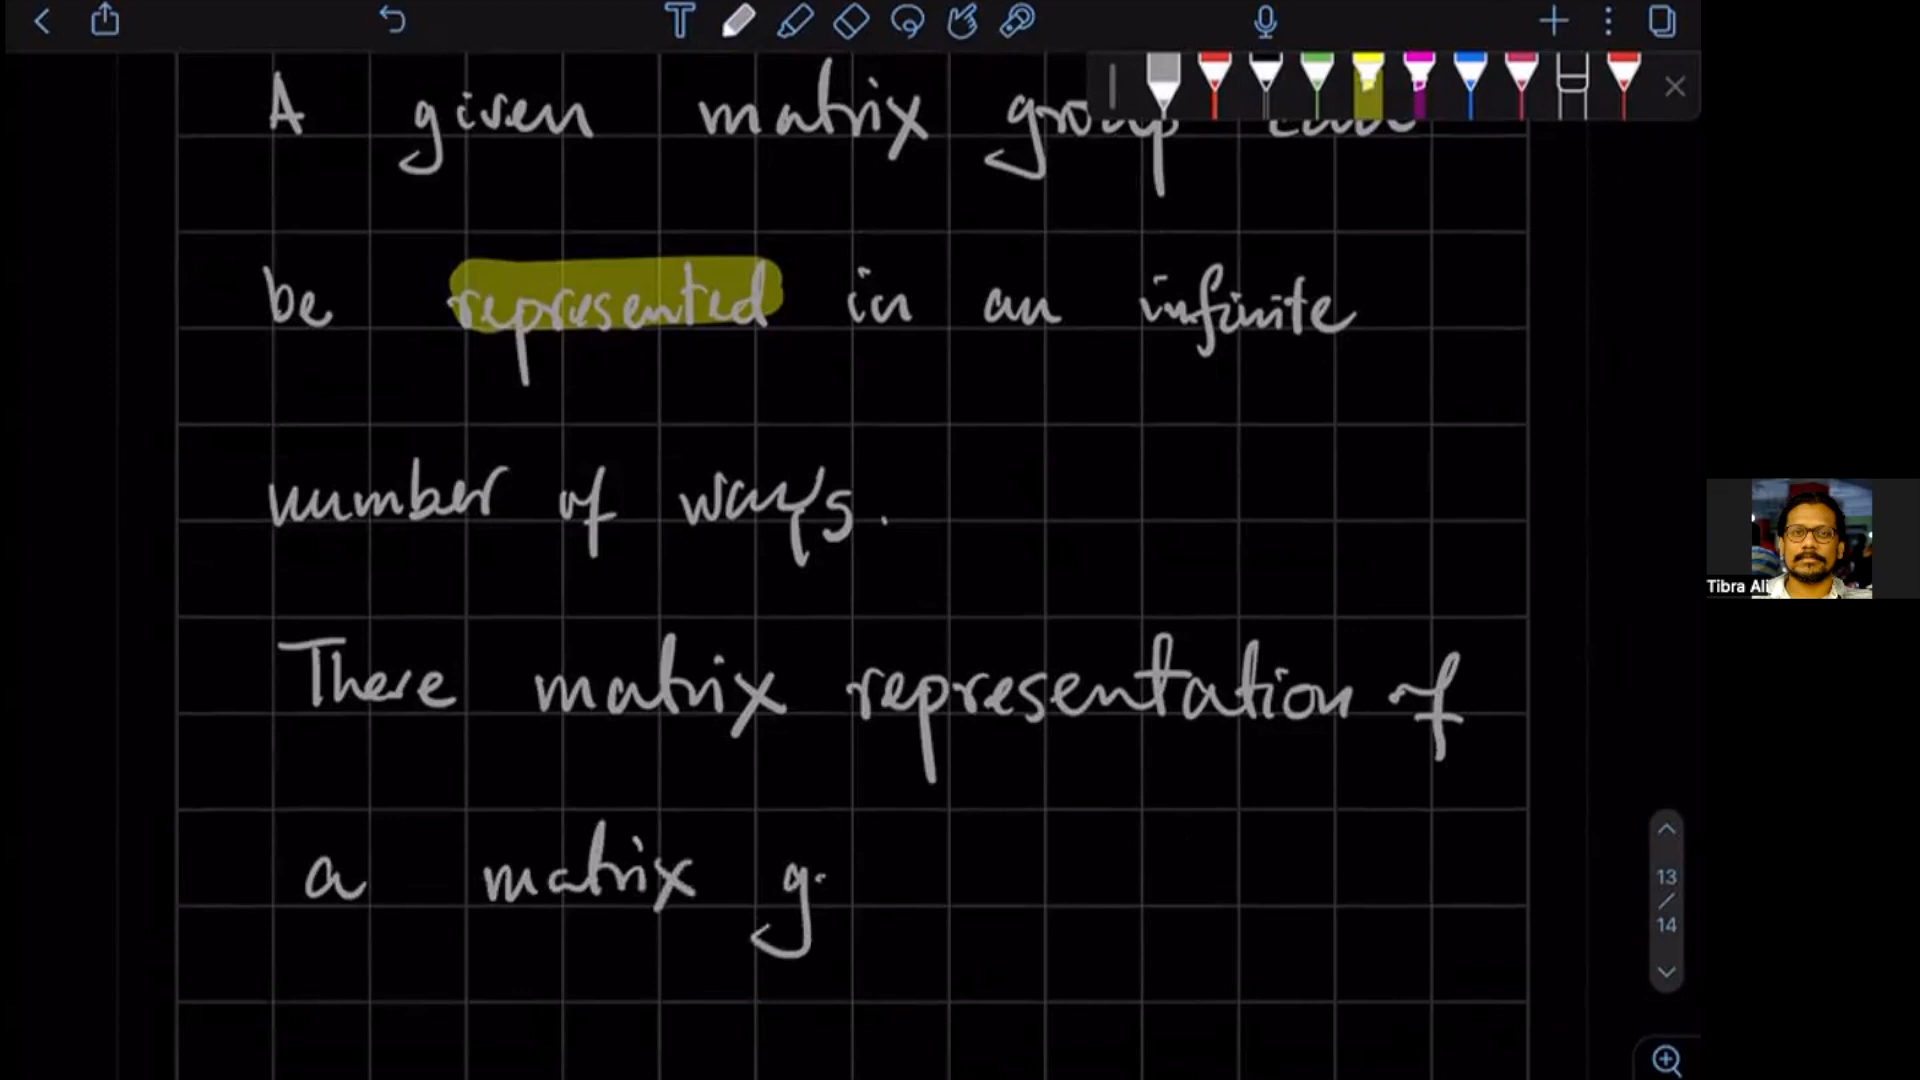 A given matrix group
be represented in an infinite
number of ways.
There matrix representation of
a matrix g
13
/
14
Tibra Ali